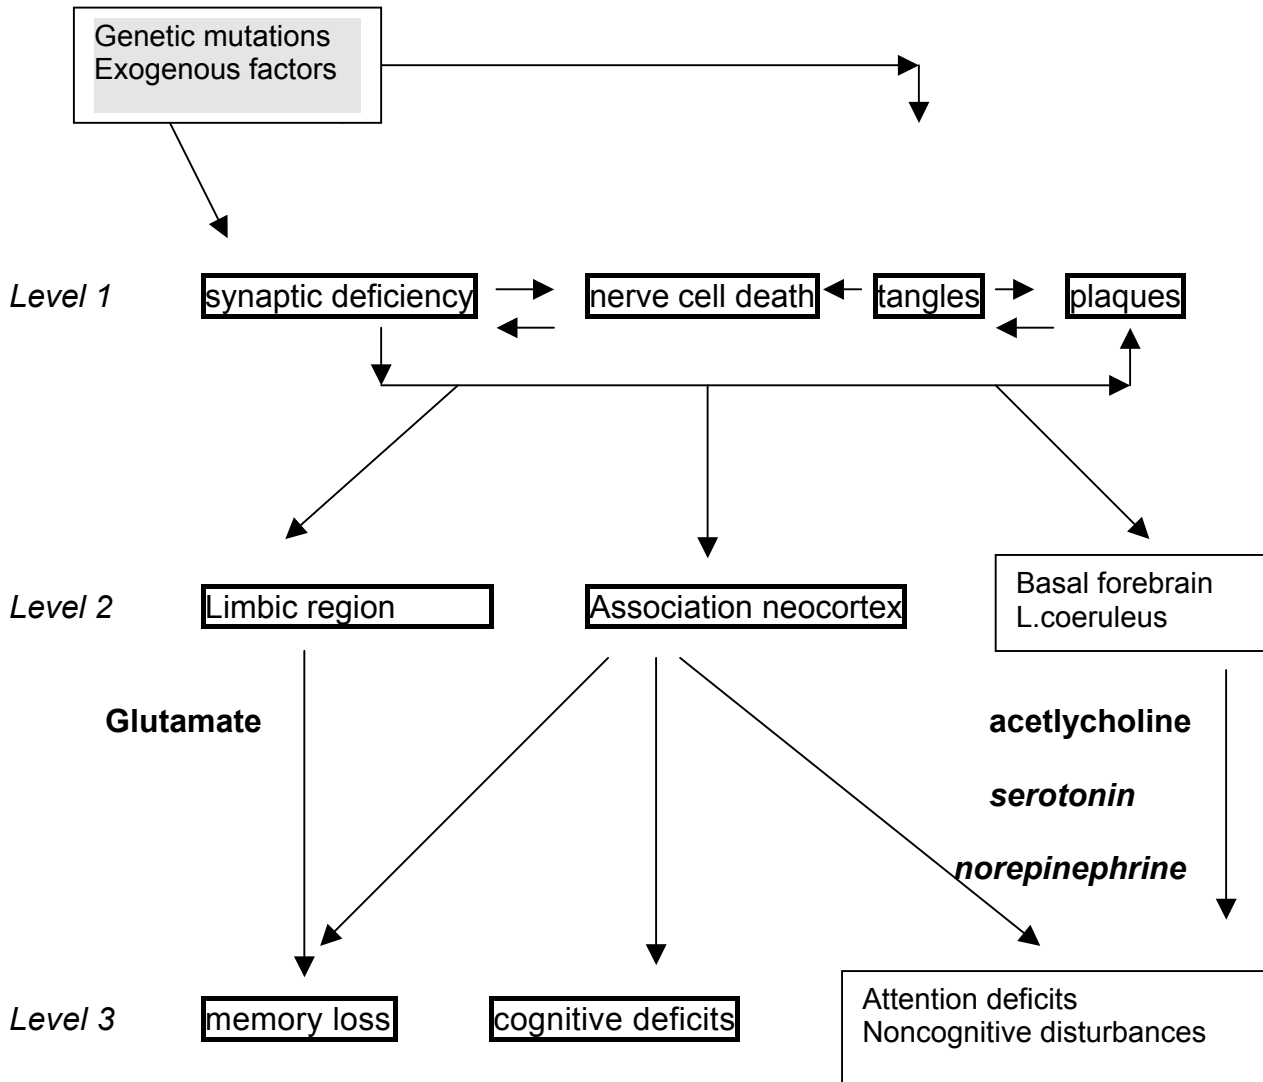 Genetic mutations
Exogenous factors
Level 1
synaptic deficiency
nerve cell death
tangles
plaques
Level 2
Limbic region
Association neocortex
Basal forebrain
L.coeruleus
Glutamate
acetlycholine
serotonin
norepinephrine
Level 3
memory loss
cognitive deficits
Attention deficits
Noncognitive disturbances